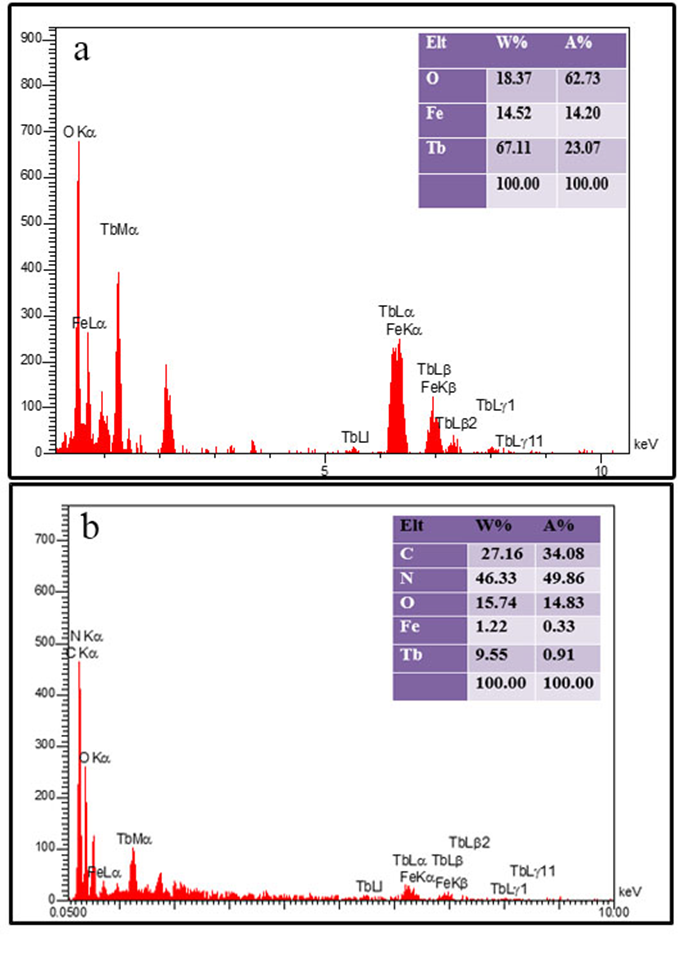 a
Elt W% A%
O 18.37 62.73
Fe 14.52 14.20
Tb 67.11 23.07
100.00 100.00
900
800
700
600
500
400
300
200
100
0
O Kα
TbMα
FeLα
TbLα
FeKα
TbLβ
FeKβ
TbLβ2
TbLγ1
TbLl
TbLγ11
5
10
keV
b
Elt W% A%
C 27.16 34.08
N 46.33 49.86
O 15.74 14.83
Fe 1.22 0.33
Tb 9.55 0.91
100.00 100.00
700
600
500
400
300
200
100
0
N Kα
C Kα
O Kα
TbMα
FeLα
TbLβ2
TbLα TbLβ
TbLγ11
TbLl
FeKα FeKβ
TbLγ1
keV
0.0500
10.00